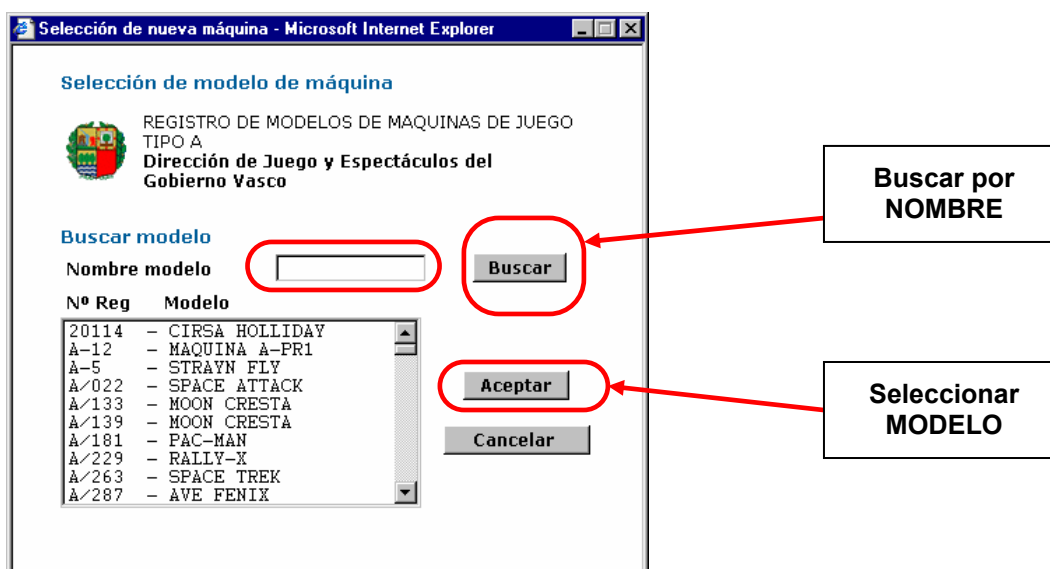 Selección de nueva máquina - Microsoft Internet Explorer
Selección de modelo de máquina
REGISTRO DE MODELOS DE MAQUINAS DE JUEGO
TIPO A
Dirección de Juego y Espectáculos del
Gobierno Vasco
Buscar modelo
Nombre modelo
Buscar
Nº Reg Modelo
20114 - CIRSA HOLLIDAY
A-12 - MAQUINA A-PR1
A-5 - STRAYN FLY
A/022 - SPACE ATTACK
A/133 - MOON CRESTA
A/139 - MOON CRESTA
A/181 - PAC-MAN
A/229 - RALLY-X
A/263 - SPACE TREK
A/287 - AVE FENIX
Aceptar
Cancelar
Buscar por
NOMBRE
Seleccionar
MODELO